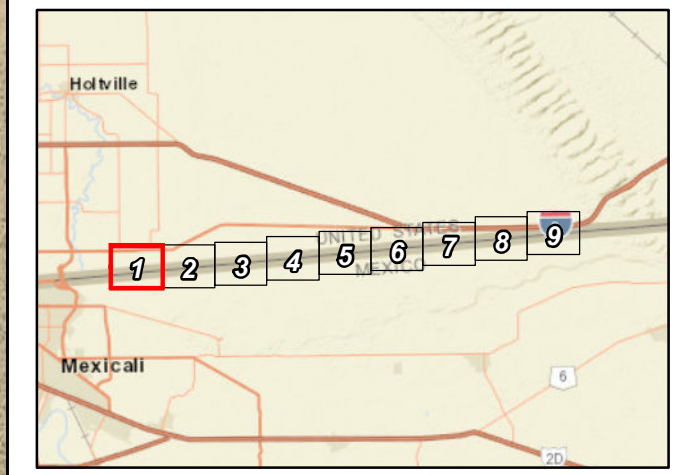 Holtville
UNITED STATES
MEXICO
1 2 3 4 5 6 7 8 9
Mexicali
6
2D